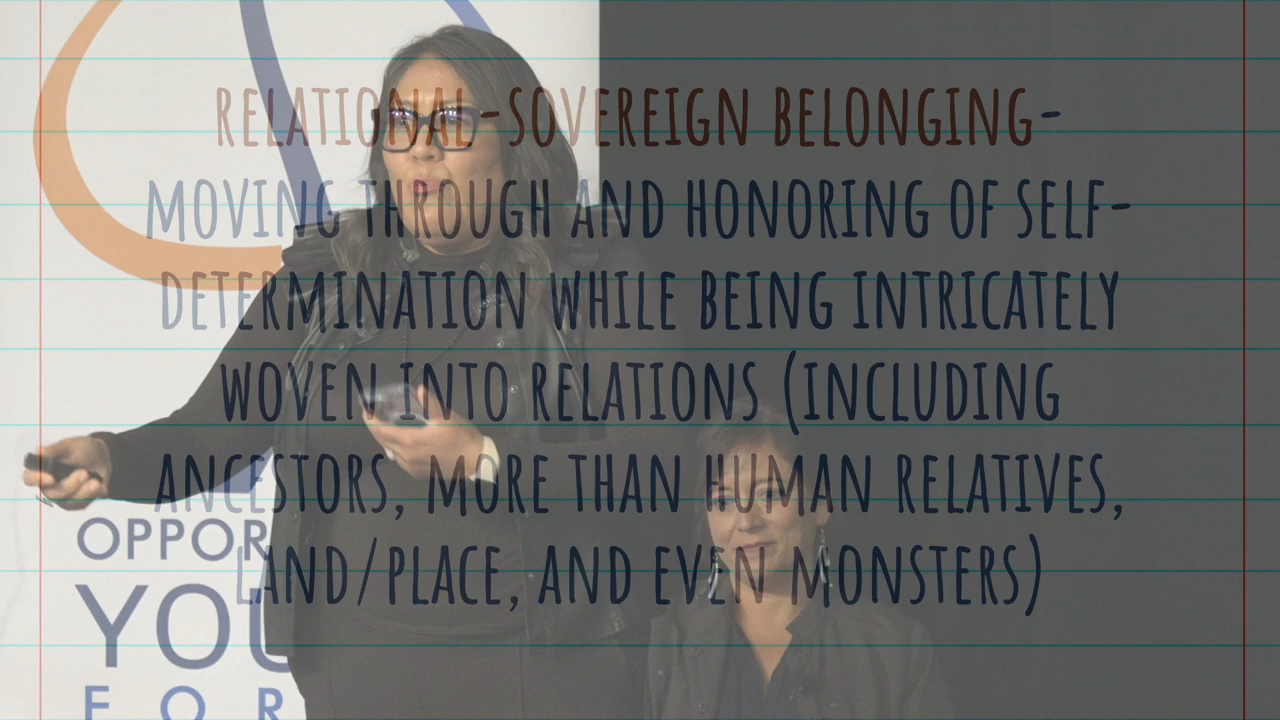 RELATIONAL-SOVEREIGN BELONGING-
MOVING THROUGH AND HONORING OF SELF-
DETERMINATION WHILE BEING INTRICATELY
WOVEN INTO RELATIONS (INCLUDING
ANCESTORS, MORE THAN HUMAN RELATIVES,
LAND/PLACE, AND EVEN MONSTERS)
OPPOR
YOU
FOR